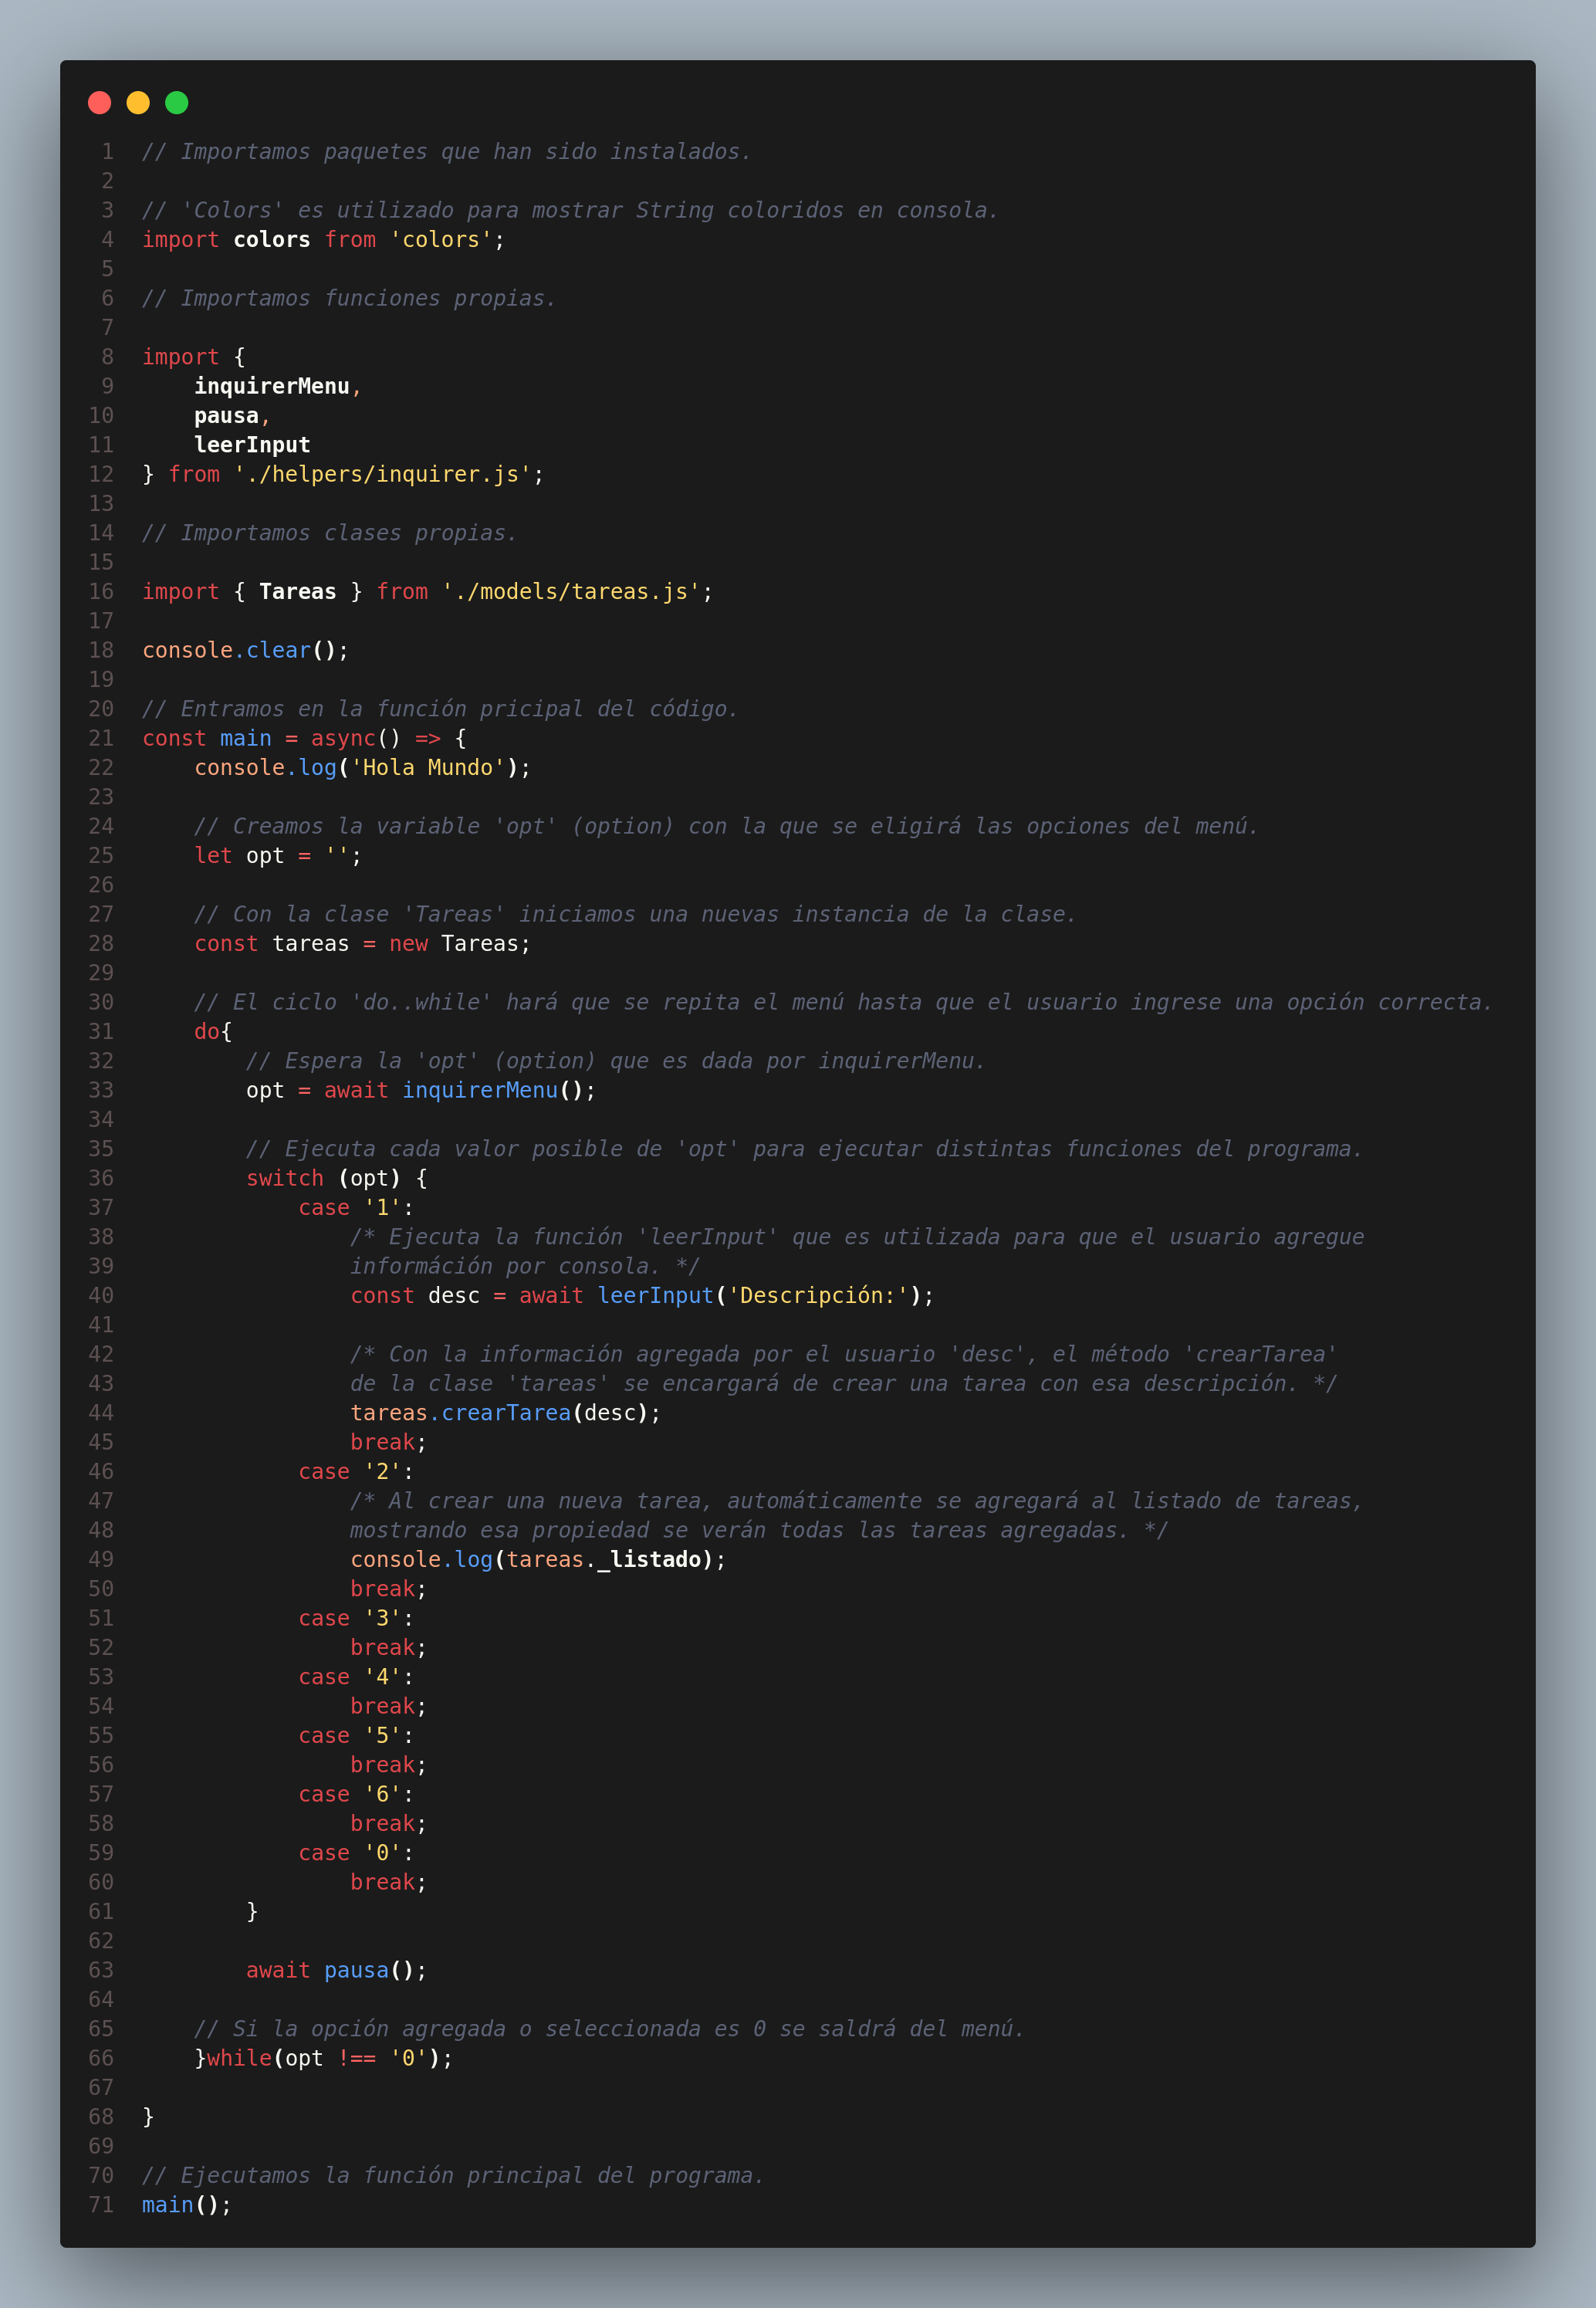 1 // Importamos paquetes que han sido instalados.
2
3 // 'Colors' es utilizado para mostrar String coloridos en consola.
4 import colors from 'colors';
5
6 // Importamos funciones propias.
7
8 import {
9     inquirerMenu,
10     pausa,
11     leerInput
12 } from './helpers/inquirer.js';
13
14 // Importamos clases propias.
15
16 import { Tareas } from './models/tareas.js';
17
18 console.clear();
19
20 // Entramos en la función pricipal del código.
21 const main = async() => {
22     console.log('Hola Mundo');
23
24     // Creamos la variable 'opt' (option) con la que se eligirá las opciones del menú.
25     let opt = '';
26
27     // Con la clase 'Tareas' iniciamos una nuevas instancia de la clase.
28     const tareas = new Tareas;
29
30     // El ciclo 'do..while' hará que se repita el menú hasta que el usuario ingrese una opción correcta.
31     do{
32         // Espera la 'opt' (option) que es dada por inquirerMenu.
33         opt = await inquirerMenu();
34
35         // Ejecuta cada valor posible de 'opt' para ejecutar distintas funciones del programa.
36         switch (opt) {
37             case '1':
38                 /* Ejecuta la función 'leerInput' que es utilizada para que el usuario agregue
39                 információn por consola. */
40                 const desc = await leerInput('Descripción:');
41
42                 /* Con la información agregada por el usuario 'desc', el método 'crearTarea'
43                 de la clase 'tareas' se encargará de crear una tarea con esa descripción. */
44                 tareas.crearTarea(desc);
45                 break;
46             case '2':
47                 /* Al crear una nueva tarea, automáticamente se agregará al listado de tareas,
48                 mostrando esa propiedad se verán todas las tareas agregadas. */
49                 console.log(tareas._listado);
50                 break;
51             case '3':
52                 break;
53             case '4':
54                 break;
55             case '5':
56                 break;
57             case '6':
58                 break;
59             case '0':
60                 break;
61         }
62
63         await pausa();
64
65     // Si la opción agregada o seleccionada es 0 se saldrá del menú.
66     }while(opt !== '0');
67
68 }
69
70 // Ejecutamos la función principal del programa.
71 main();